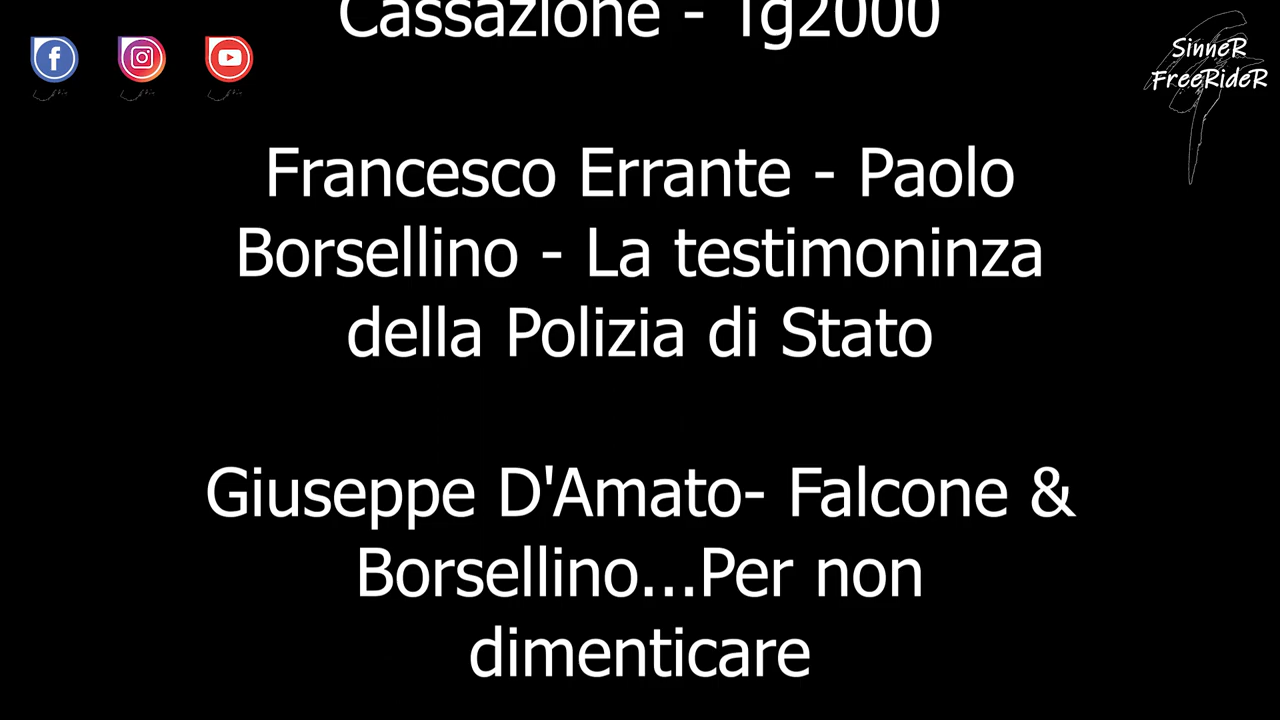 Cassazione - Tg2000
SinneR
FreeRideR
Francesco Errante - Paolo
Borsellino - La testimoninza
della Polizia di Stato
Giuseppe D'Amato- Falcone &
Borsellino...Per non
dimenticare